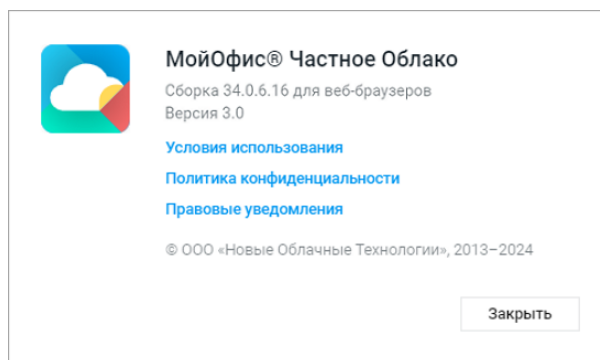 МойОфис® Частное Облако
Сборка 34.0.6.16 для веб-браузеров
Версия 3.0
Условия использования
Политика конфиденциальности
Правовые уведомления
© ООО «Новые Облачные Технологии», 2013–2024
Закрыть